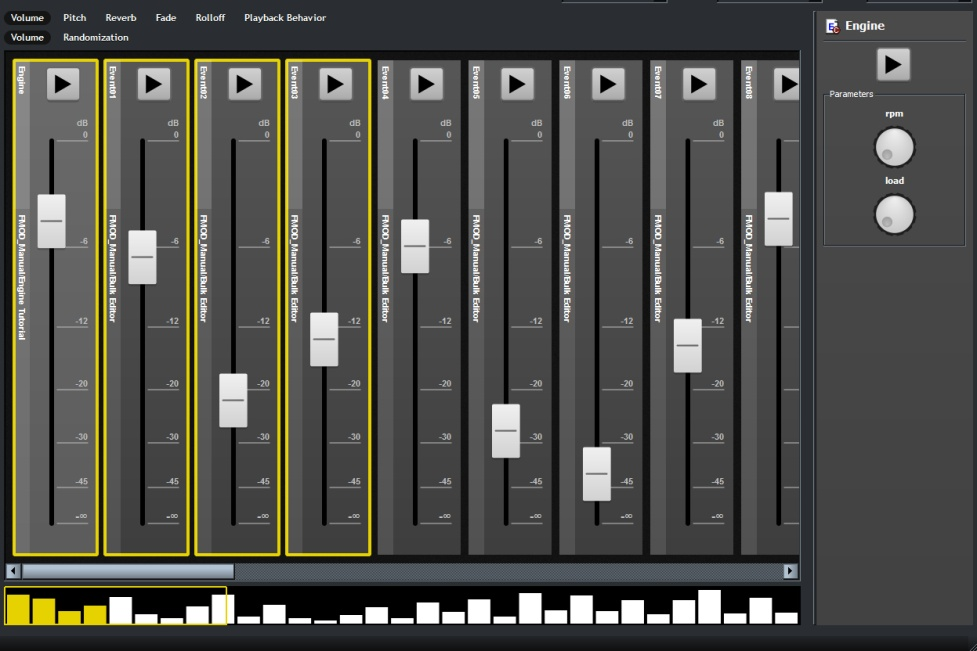 Volume Pitch Reverb Fade Rolloff Playback Behavior
Volume Randomization
Engine
FMOD_Manual/Engine Tutorial
dB
0
-6
-12
-20
-30
-45
-∞
Event01
FMOD_Manual/Bulk Editor
dB
0
-6
-12
-20
-30
-45
-∞
Event02
FMOD_Manual/Bulk Editor
dB
0
-6
-12
-20
-30
-45
-∞
Event03
FMOD_Manual/Bulk Editor
dB
0
-6
-12
-20
-30
-45
-∞
Event04
FMOD_Manual/Bulk Editor
dB
0
-6
-12
-20
-30
-45
-∞
Event05
FMOD_Manual/Bulk Editor
dB
0
-6
-12
-20
-30
-45
-∞
Event06
FMOD_Manual/Bulk Editor
dB
0
-6
-12
-20
-30
-45
-∞
Event07
FMOD_Manual/Bulk Editor
dB
0
-6
-12
-20
-30
-45
-∞
Event08
FMOD_Manual/Bulk Editor
Engine
Parameters
rpm
load